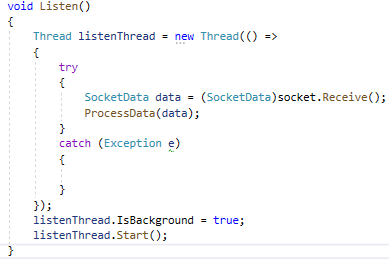 void Listen()
{
    Thread listenThread = new Thread(() =>
    {
        try
        {
            SocketData data = (SocketData)socket.Receive();
            ProcessData(data);
        }
        catch (Exception e)
        {

        }
    });
    listenThread.IsBackground = true;
    listenThread.Start();
}